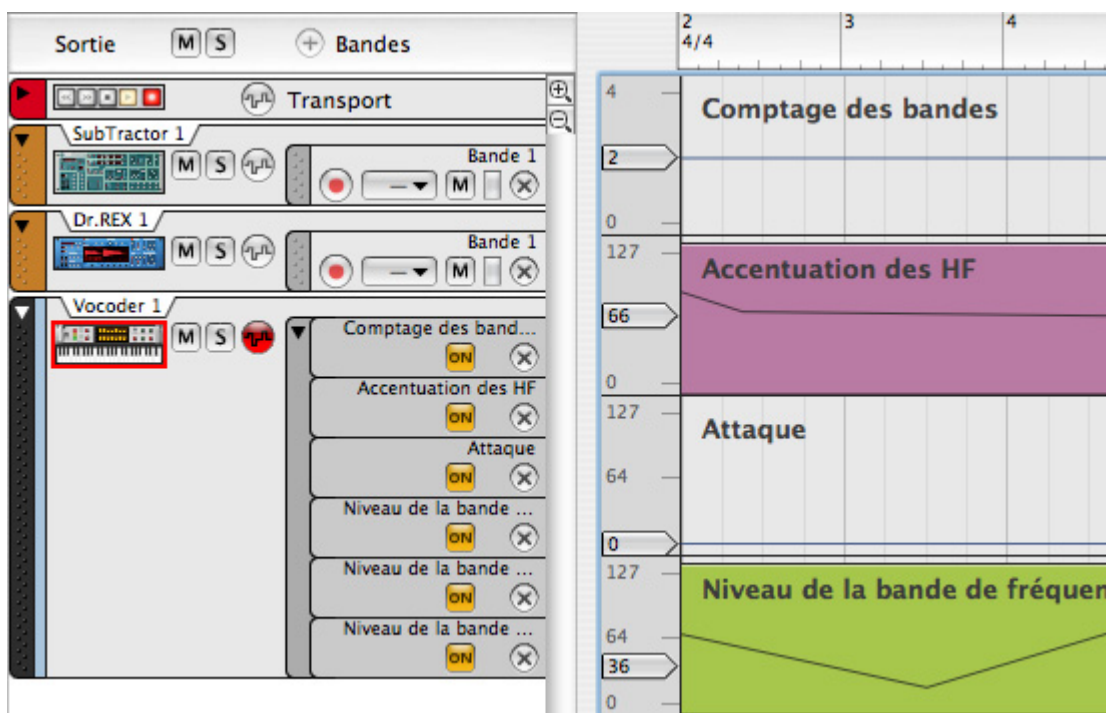 Sortie M S + Bandes
Transport
SubTractor 1
M S
Bande 1
— M
Dr.REX 1
M S
Bande 1
— M
Vocoder 1
M S
Comptage des band...
ON
Accentuation des HF
ON
Attaque
ON
Niveau de la bande ...
ON
Niveau de la bande ...
ON
Niveau de la bande ...
ON
2 3 4
4/4
4
Comptage des bandes
2
0
127
Accentuation des HF
66
0
127
Attaque
64
0
127
Niveau de la bande de fréquen
64
36
0